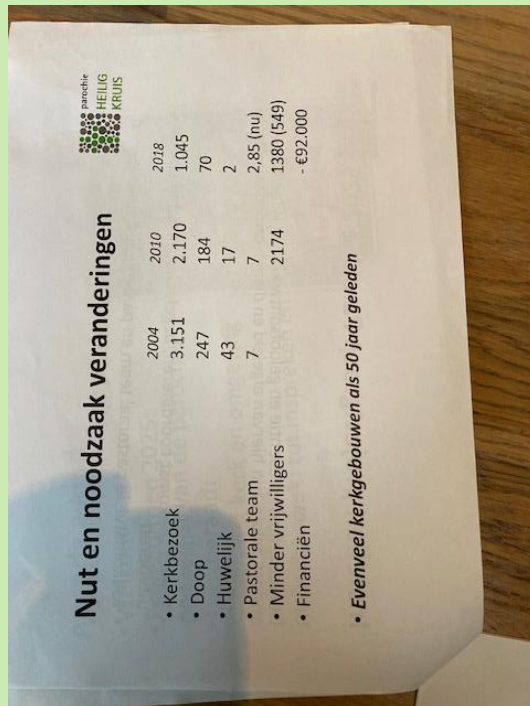 Nut en noodzaak veranderingen
parochie
HEILIG
KRUIS
2004 2010 2018
• Kerkbezoek 3.151 2.170 1.045
• Doop 247 184 70
• Huwelijk 43 17 2
• Pastorale team 7 7 2,85 (nu)
• Minder vrijwilligers 2174 1380 (549)
• Financiën - €92.000
• Evenveel kerkgebouwen als 50 jaar geleden